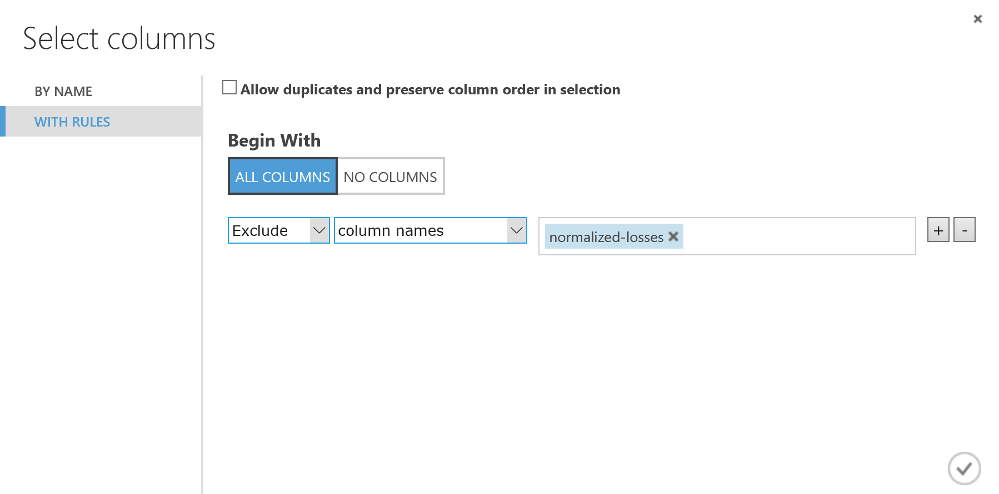 Select columns
BY NAME
WITH RULES
Allow duplicates and preserve column order in selection
Begin With
ALL COLUMNS NO COLUMNS
Exclude column names normalized-losses + -